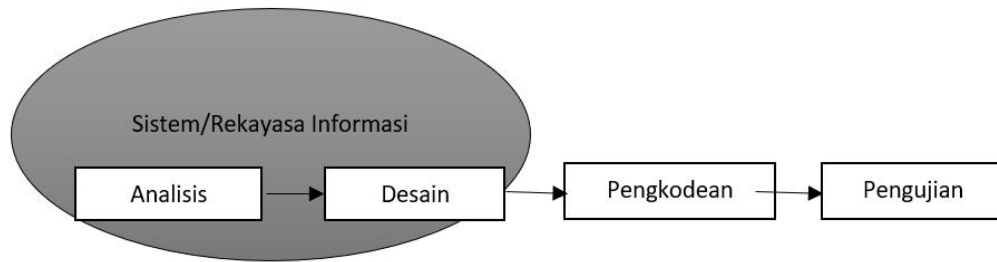 Sistem/Rekayasa Informasi
Analisis
Desain
Pengkodean
Pengujian